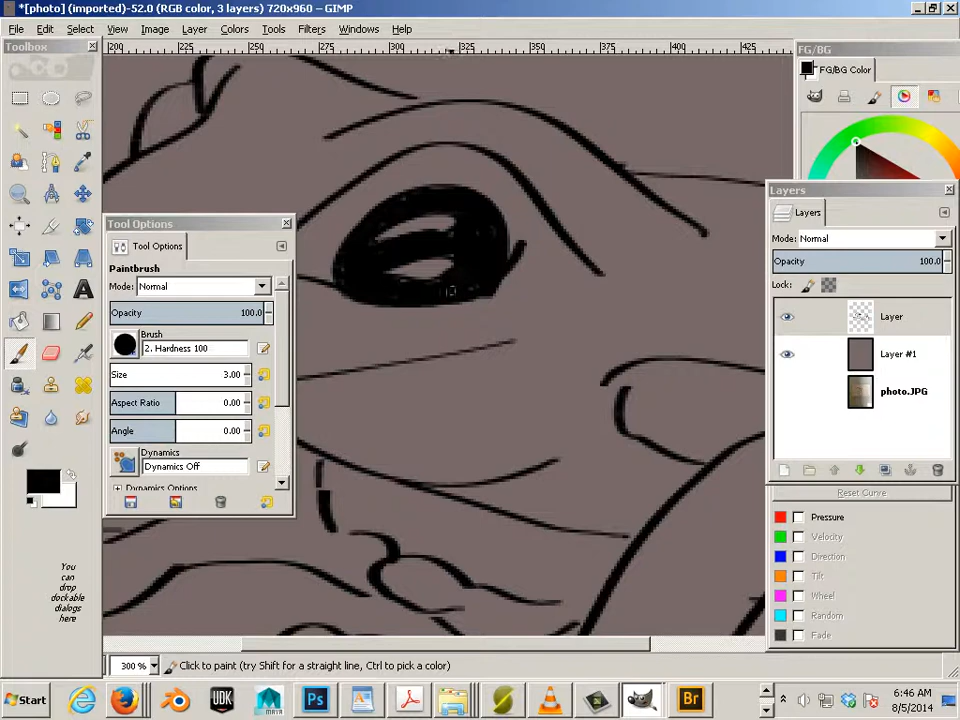 *[photo] (imported)-52.0 (RGB color, 3 layers) 720x960 – GIMP
File Edit Select View Image Layer Colors Tools Filters Windows Help
Toolbox
200 225 250 275 300 325 350 375 400 425
FG/BG
FG/BG Color
Layers
Layers
Mode: Normal
Opacity 100.0
Lock:
Layer
Layer #1
photo.JPG
Tool Options
Tool Options
Paintbrush
Mode: Normal
Opacity 100.0
Brush
2. Hardness 100
Size 3.00
Aspect Ratio 0.00
Angle 0.00
Dynamics
Dynamics Off
Dynamics Options
Reset Curve
Pressure
Velocity
Direction
Tilt
Wheel
Random
Fade
You
can
drop
dockable
dialogs
here
300 % Click to paint (try Shift for a straight line, Ctrl to pick a color)
Start
UDK
MAYA
Ps
Br
6:46 AM
8/5/2014